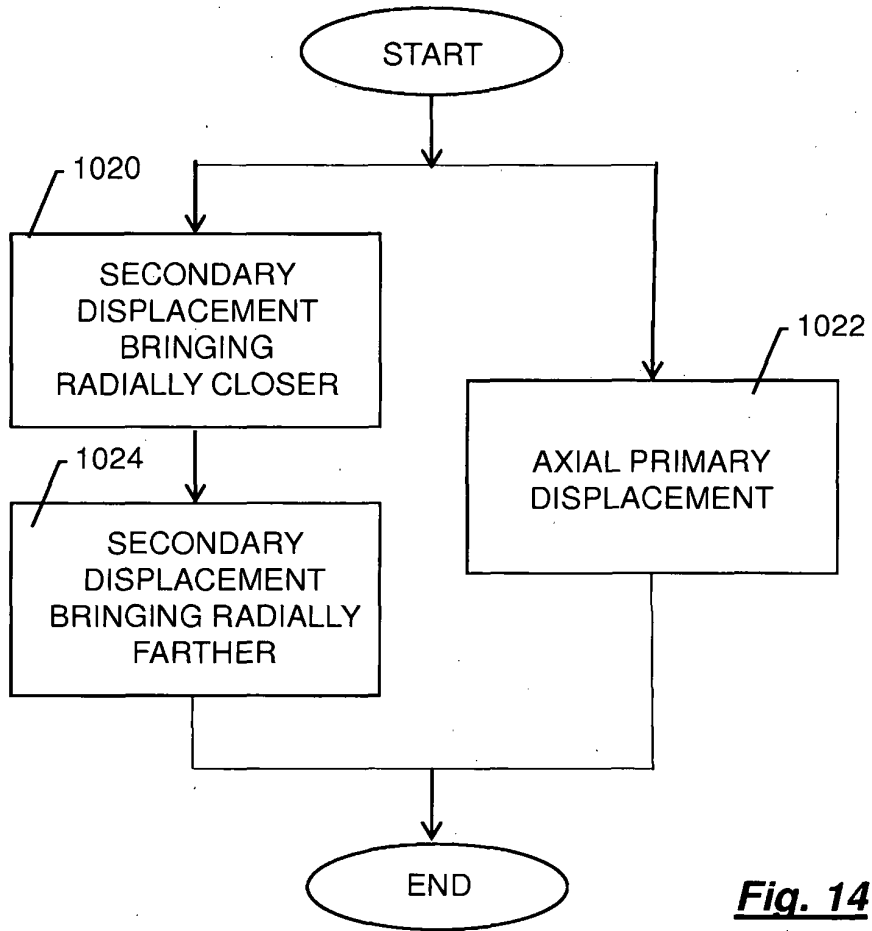 START
1020
SECONDARY
DISPLACEMENT
BRINGING
RADIALLY CLOSER
1022
AXIAL PRIMARY
DISPLACEMENT
1024
SECONDARY
DISPLACEMENT
BRINGING RADIALLY
FARTHER
END
Fig. 14